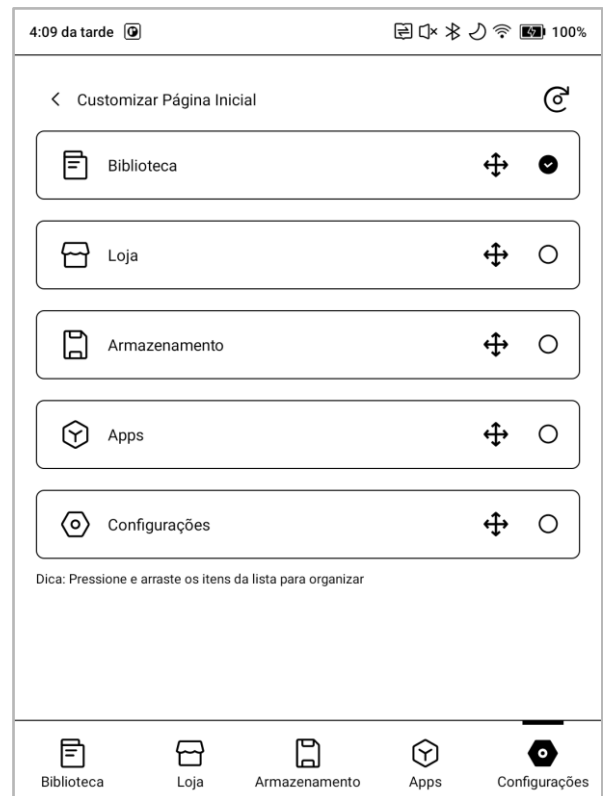 4:09 da tarde 100%
Customizar Página Inicial
Biblioteca
Loja
Armazenamento
Apps
Configurações
Dica: Pressione e arraste os itens da lista para organizar
Biblioteca Loja Armazenamento Apps Configurações